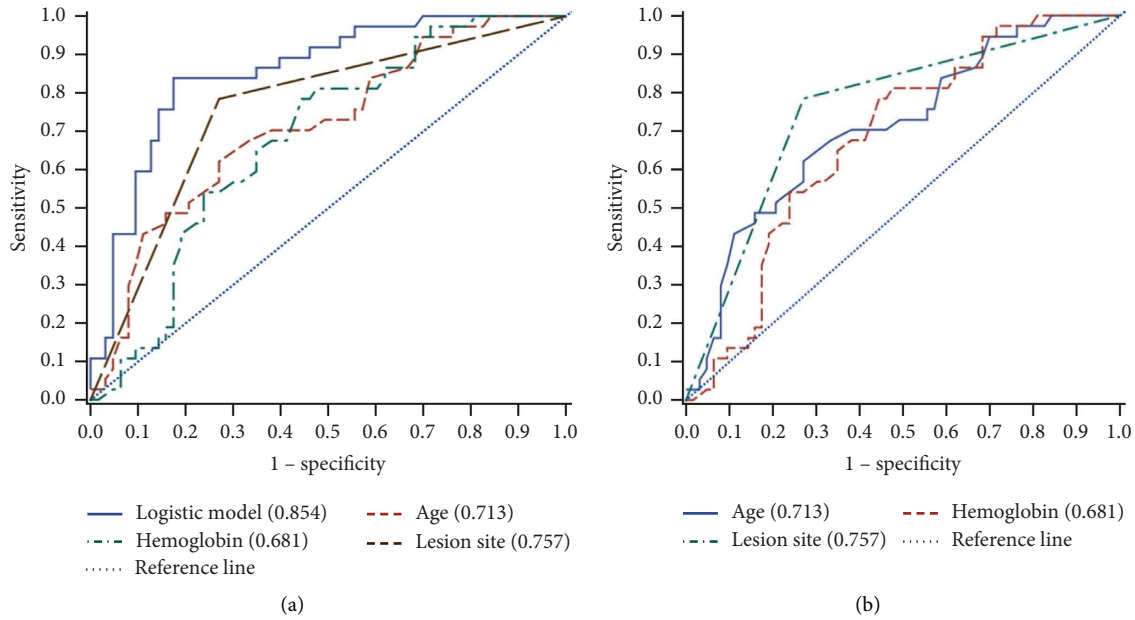 1.0
0.9
0.8
0.7
0.6
0.5
0.4
0.3
0.2
0.1
0.0
Sensitivity
0.0 0.1 0.2 0.3 0.4 0.5 0.6 0.7 0.8 0.9 1.0
1 – specificity
Logistic model (0.854) Age (0.713)
Hemoglobin (0.681) Lesion site (0.757)
Reference line
(a)
1.0
0.9
0.8
0.7
0.6
0.5
0.4
0.3
0.2
0.1
0.0
Sensitivity
0.0 0.1 0.2 0.3 0.4 0.5 0.6 0.7 0.8 0.9 1.0
1 – specificity
Age (0.713) Hemoglobin (0.681)
Lesion site (0.757) Reference line
(b)